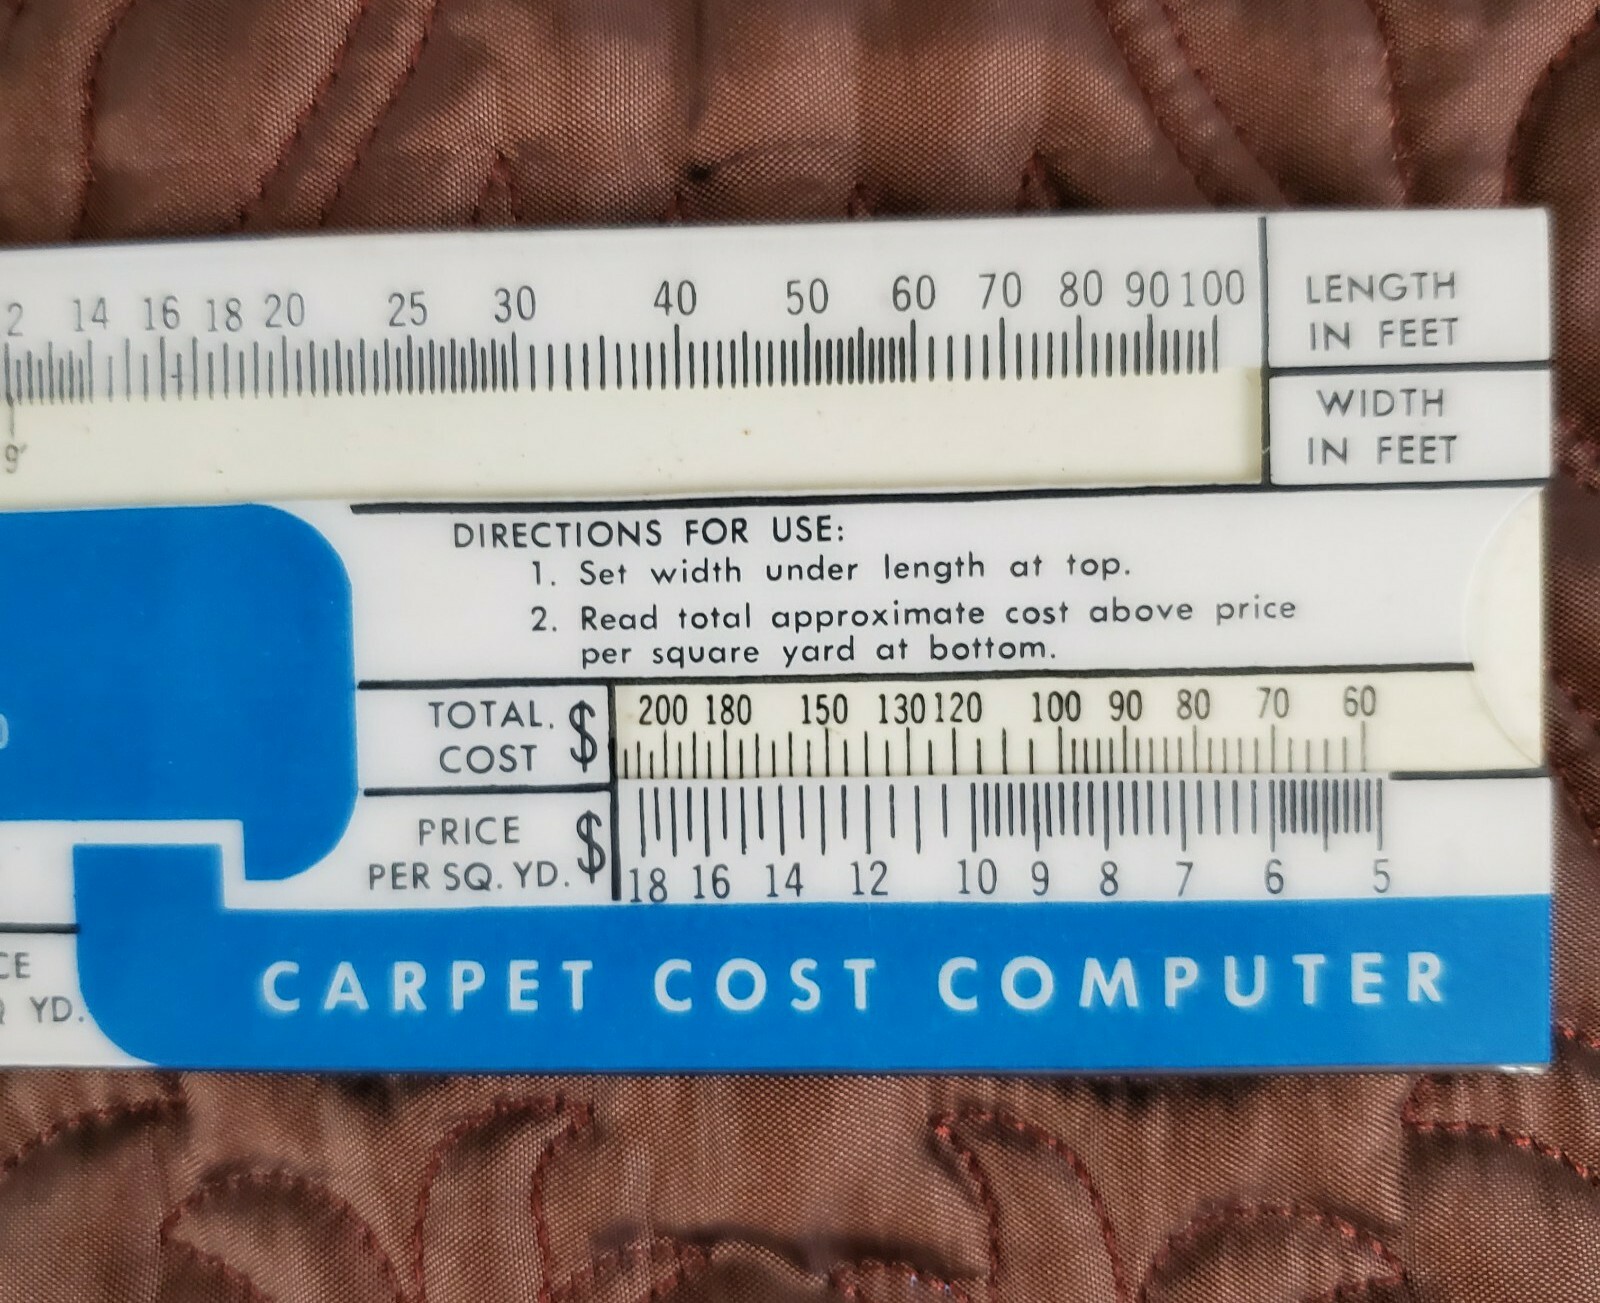 2 14 16 18 20 25 30 40 50 60 70 80 90 100
LENGTH
IN FEET
9'
WIDTH
IN FEET
DIRECTIONS FOR USE:
1. Set width under length at top.
2. Read total approximate cost above price
per square yard at bottom.
TOTAL.
COST
$
200 180 150 130 120 100 90 80 70 60
PRICE
PER SQ. YD.
$
18 16 14 12 10 9 8 7 6 5
CE
YD.
CARPET COST COMPUTER